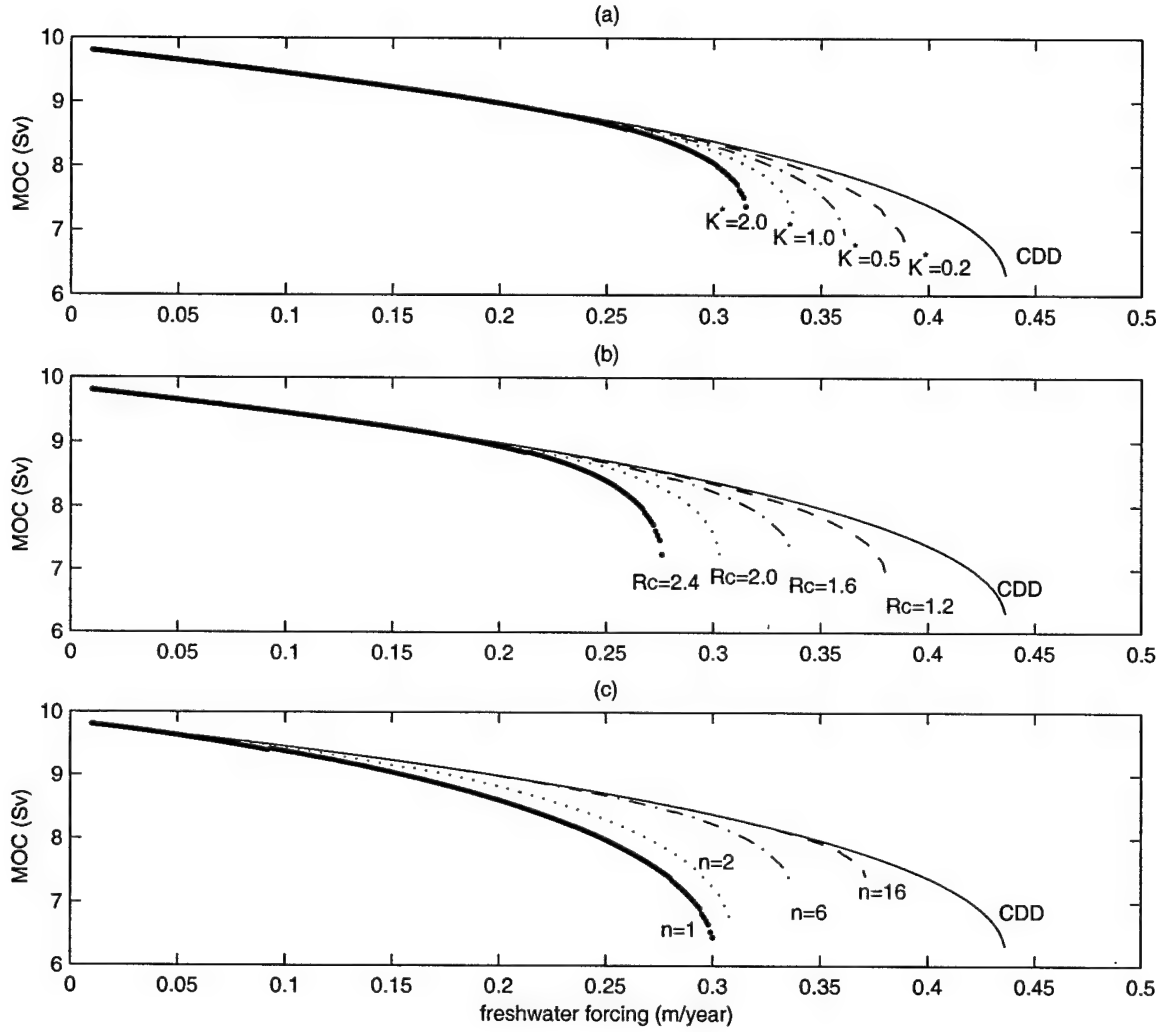 (a)
10
9
8
7
6
MOC (Sv)
K*=2.0
K*=1.0
K*=0.5
K*=0.2
CDD
0 0.05 0.1 0.15 0.2 0.25 0.3 0.35 0.4 0.45 0.5
(b)
10
9
8
7
6
MOC (Sv)
Rc=2.4
Rc=2.0
Rc=1.6
Rc=1.2
CDD
0 0.05 0.1 0.15 0.2 0.25 0.3 0.35 0.4 0.45 0.5
(c)
10
9
8
7
6
MOC (Sv)
n=1
n=2
n=6
n=16
CDD
0 0.05 0.1 0.15 0.2 0.25 0.3 0.35 0.4 0.45 0.5
freshwater forcing (m/year)